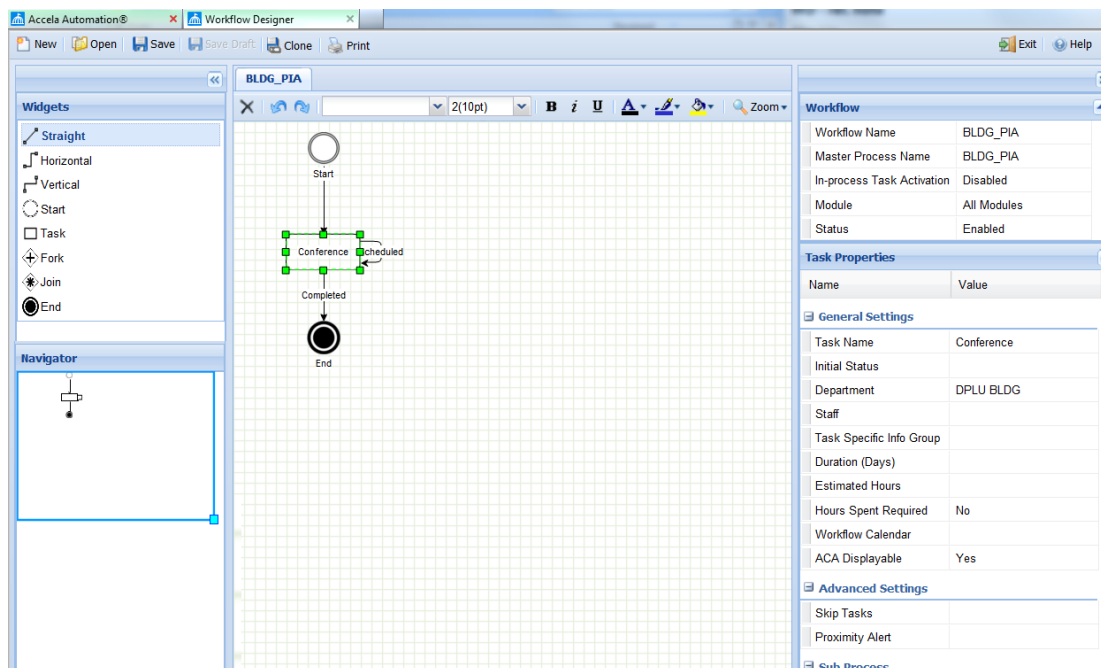 Accela Automation®
Workflow Designer
New Open Save Save Draft Clone Print Exit Help
BLDG_PIA
Widgets
Straight
Horizontal
Vertical
Start
Task
Fork
Join
End
Navigator
2(10pt) B i U A Zoom
Start
Conference
cheduled
Completed
End
Workflow
Workflow Name BLDG_PIA
Master Process Name BLDG_PIA
In-process Task Activation Disabled
Module All Modules
Status Enabled
Task Properties
Name Value
General Settings
Task Name Conference
Initial Status
Department DPLU BLDG
Staff
Task Specific Info Group
Duration (Days)
Estimated Hours
Hours Spent Required No
Workflow Calendar
ACA Displayable Yes
Advanced Settings
Skip Tasks
Proximity Alert
Sub Process